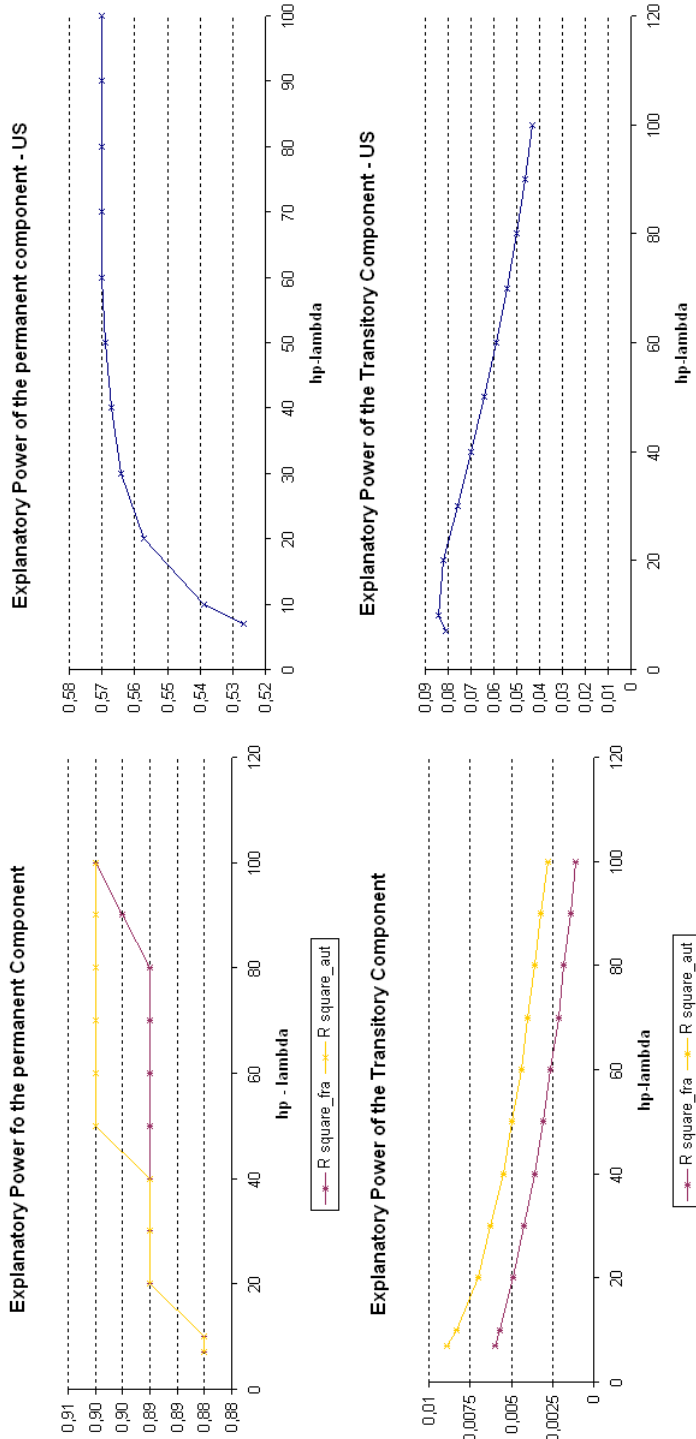 Explanatory Power fo the permanent Component
0,91
0,90
0,90
0,89
0,89
0,88
0,88
0 20 40 60 80 100 120
hp - lambda
R square_fra R square_aut
Explanatory Power of the permanent component - US
0,58
0,57
0,56
0,55
0,54
0,53
0,52
0 10 20 30 40 50 60 70 80 90 100
hp-lambda
Explanatory Power of the Transitory Component
0,01
0,0075
0,005
0,0025
0
0 20 40 60 80 100 120
hp-lambda
R square_fra R square_aut
Explanatory Power of the Transitory Component - US
0,09
0,08
0,07
0,06
0,05
0,04
0,03
0,02
0,01
0
0 20 40 60 80 100 120
hp-lambda